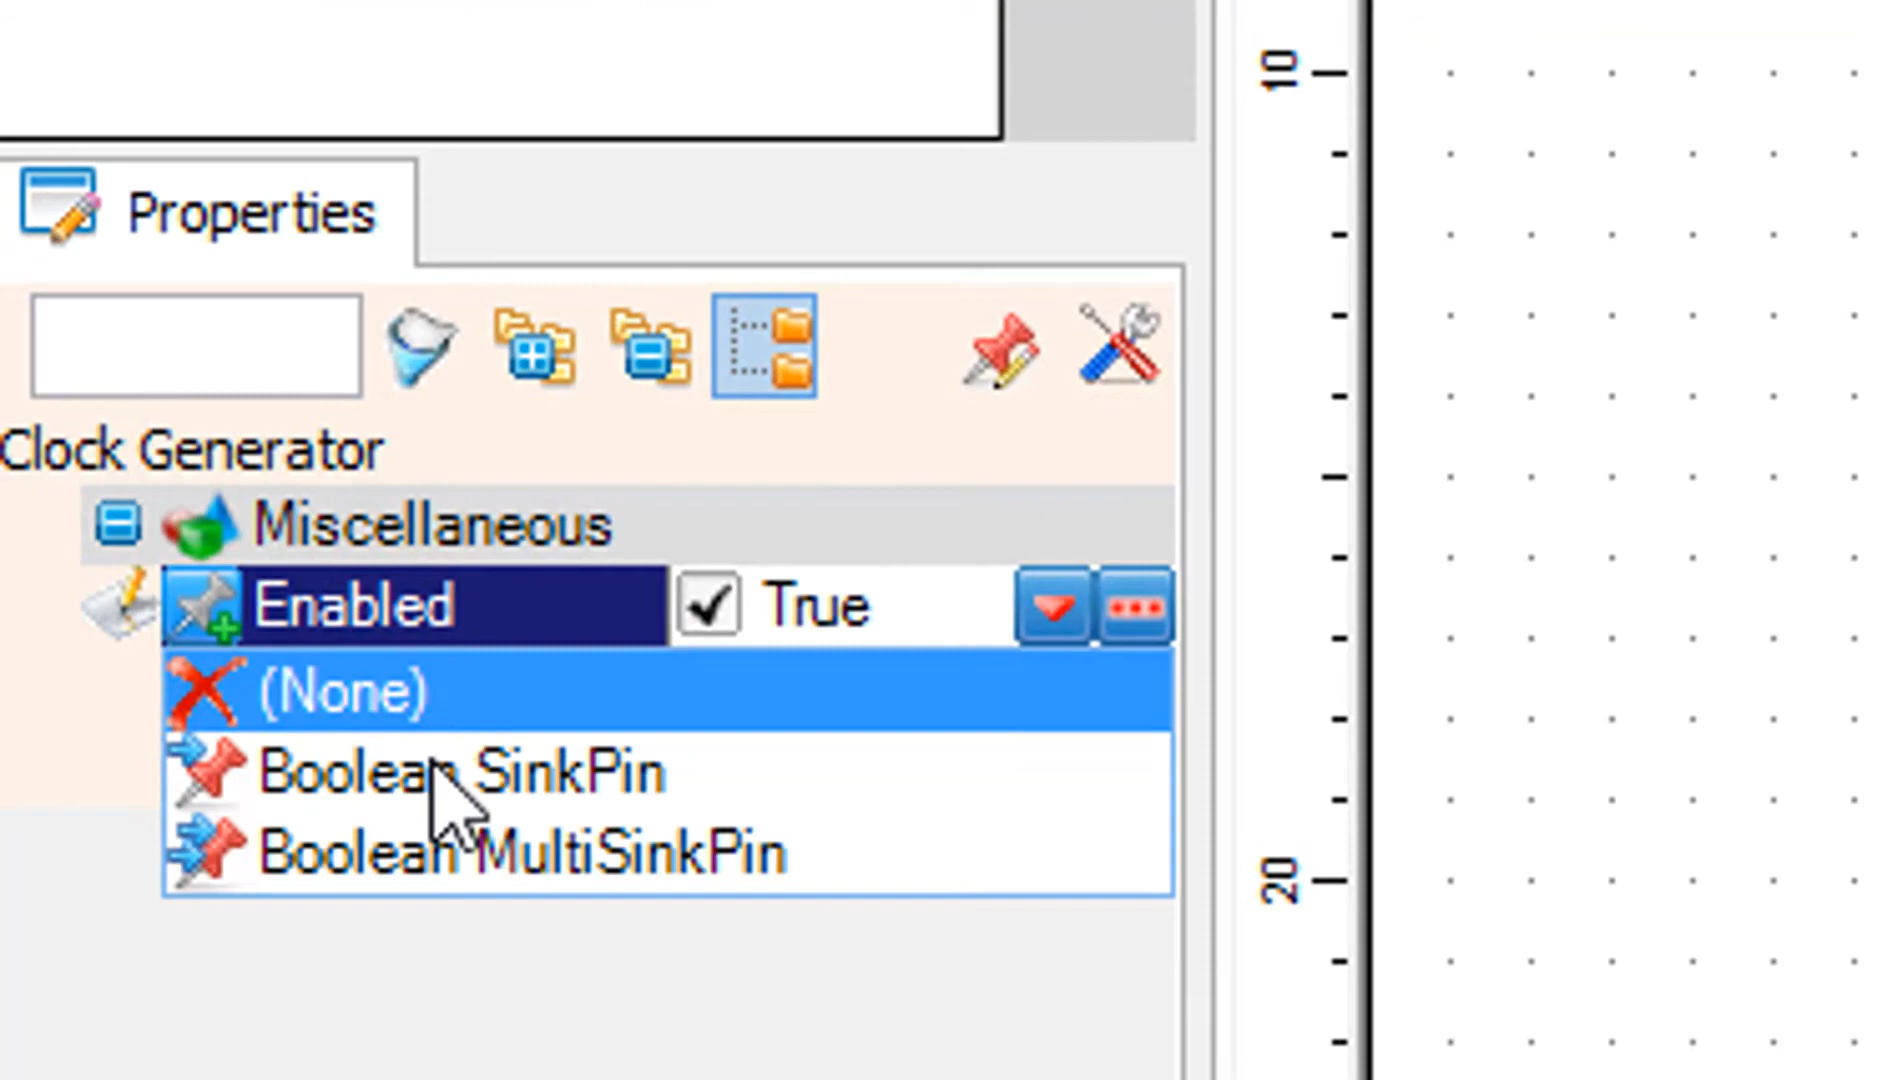 10
Properties
Clock Generator
Miscellaneous
Enabled True
(None)
Boolean SinkPin
Boolean MultiSinkPin
20